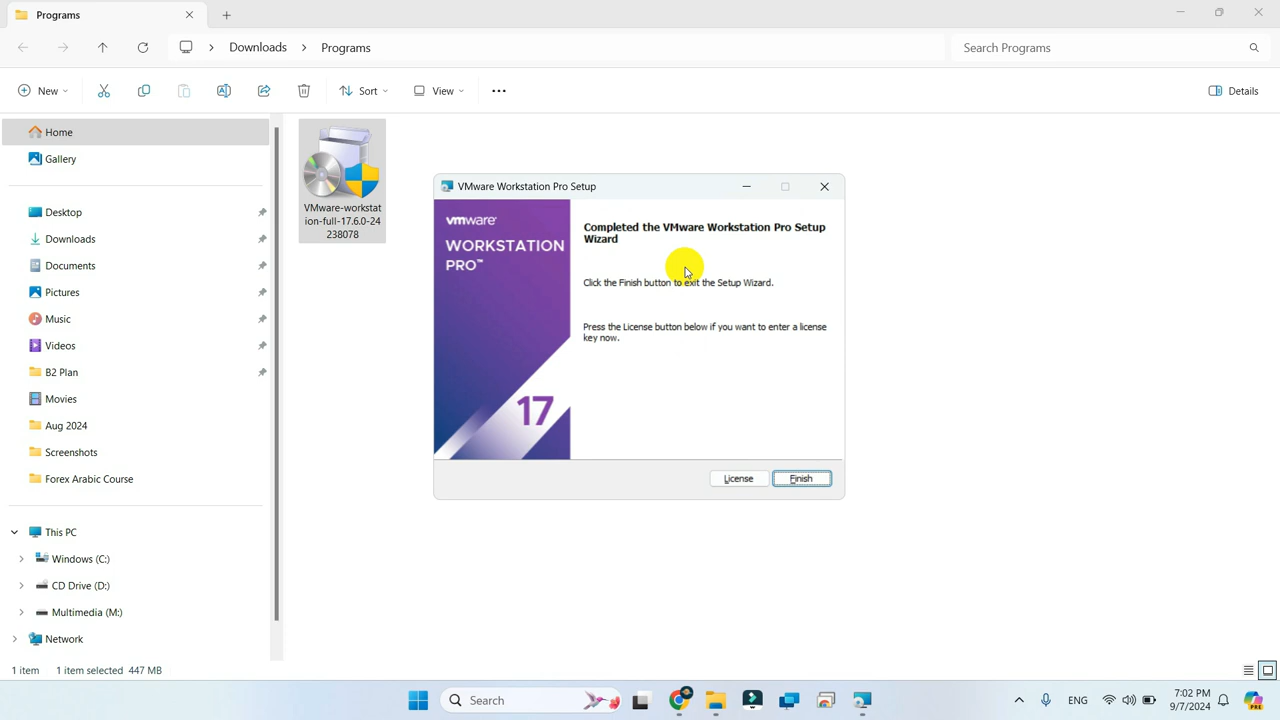 Programs
Downloads
Programs
Search Programs
New
Sort
View
Details
Home
Gallery
Desktop
Downloads
Documents
Pictures
Music
Videos
B2 Plan
Movies
Aug 2024
Screenshots
Forex Arabic Course
This PC
Windows (C:)
CD Drive (D:)
Multimedia (M:)
Network
VMware-workstat
ion-full-17.6.0-24
238078
VMware Workstation Pro Setup
vmware®
WORKSTATION
PRO™
17
Completed the VMware Workstation Pro Setup
Wizard
Click the Finish button to exit the Setup Wizard.
Press the License button below if you want to enter a license
key now.
License
Finish
1 item
1 item selected 447 MB
Search
ENG
7:02 PM
9/7/2024
PRE